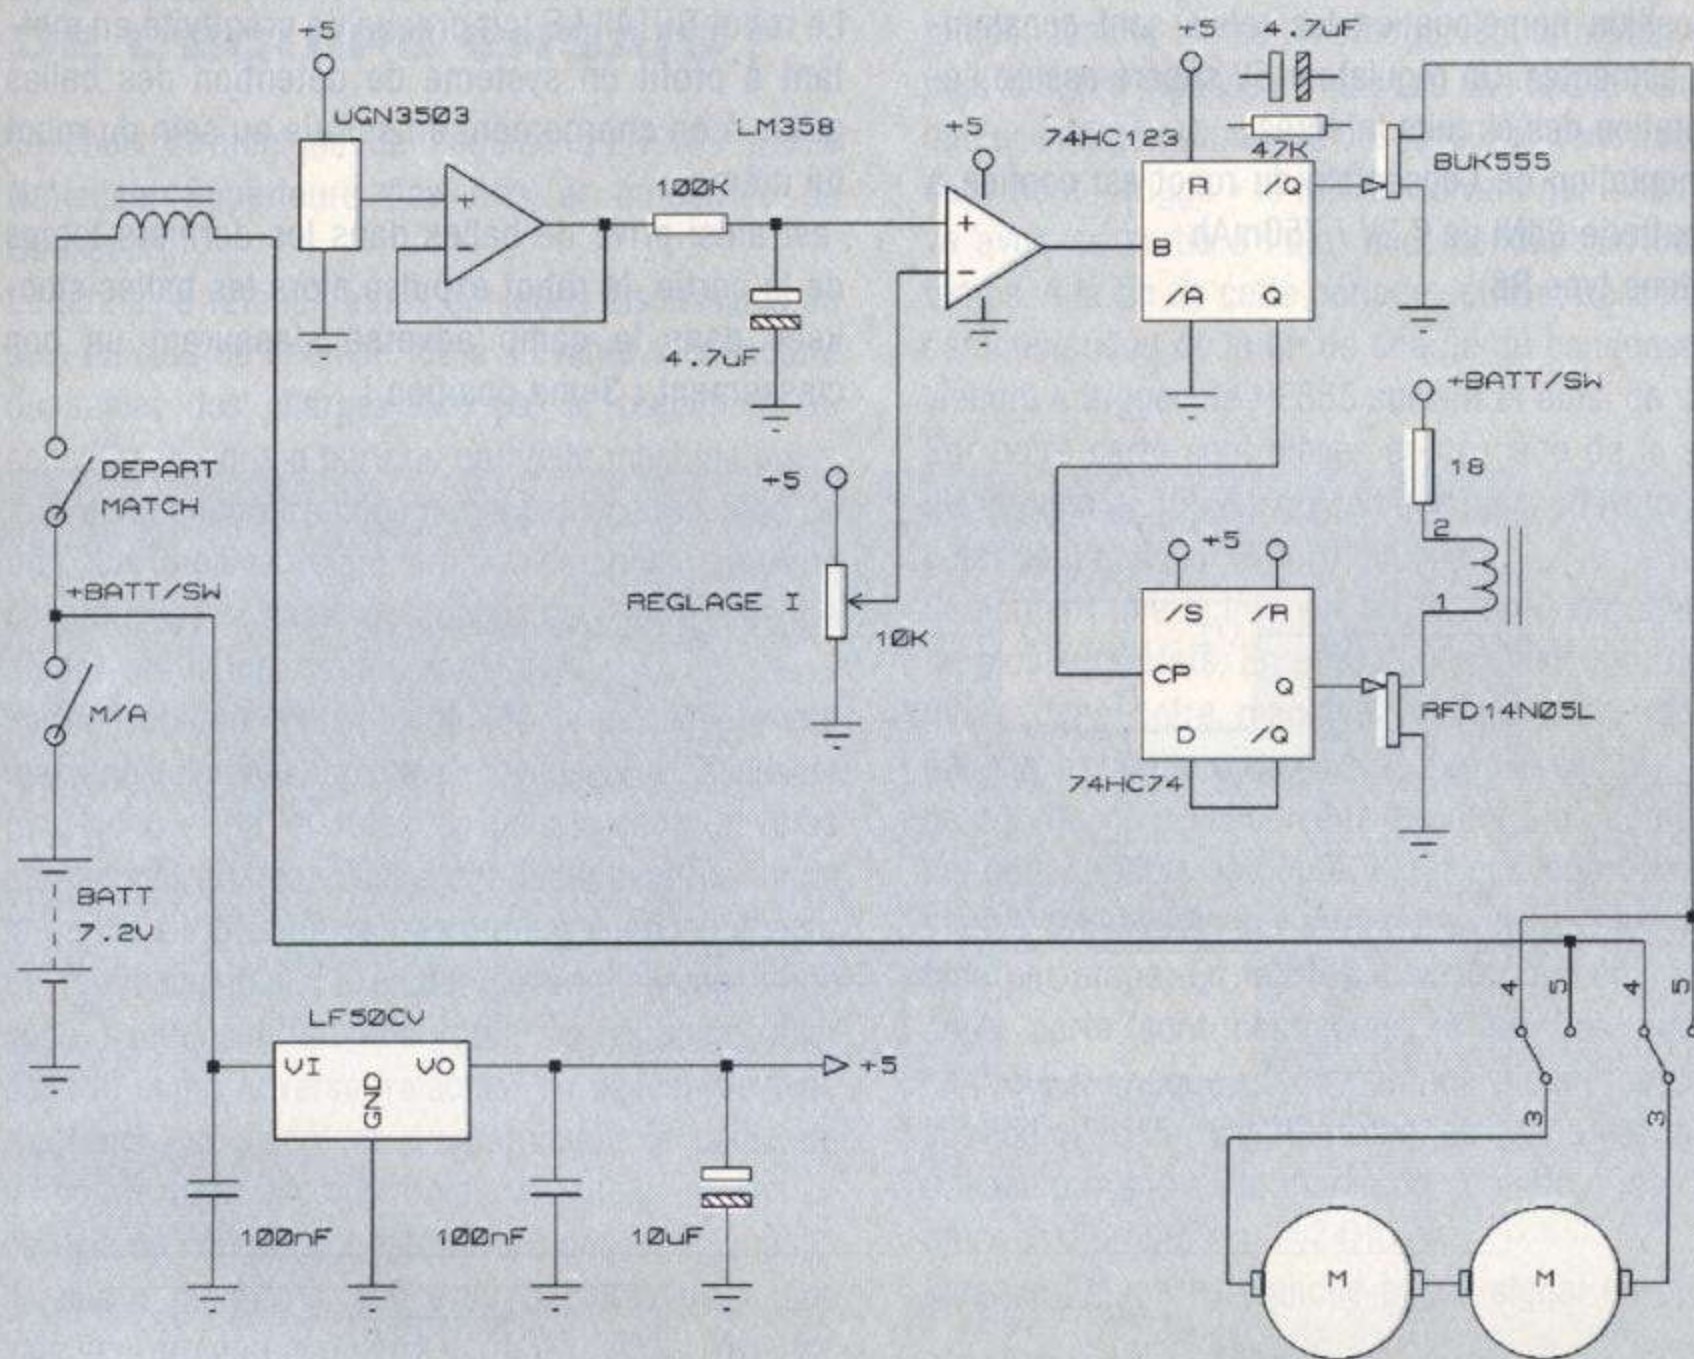 +5
UGN3503
+
−
100K
LM358
4.7uF
+5
+
−
74HC123
+5
4.7uF
47K
R
/Q
B
/A
Q
BUK555
+BATT/SW
18
2
1
DEPART
MATCH
+BATT/SW
M/A
BATT
7.2V
+5
REGLAGE I
10K
+5
/S
/R
CP
Q
D
/Q
74HC74
RFD14N05L
LF50CV
VI
VO
GND
+5
100nF
100nF
10uF
4
5
4
5
3
3
M
M